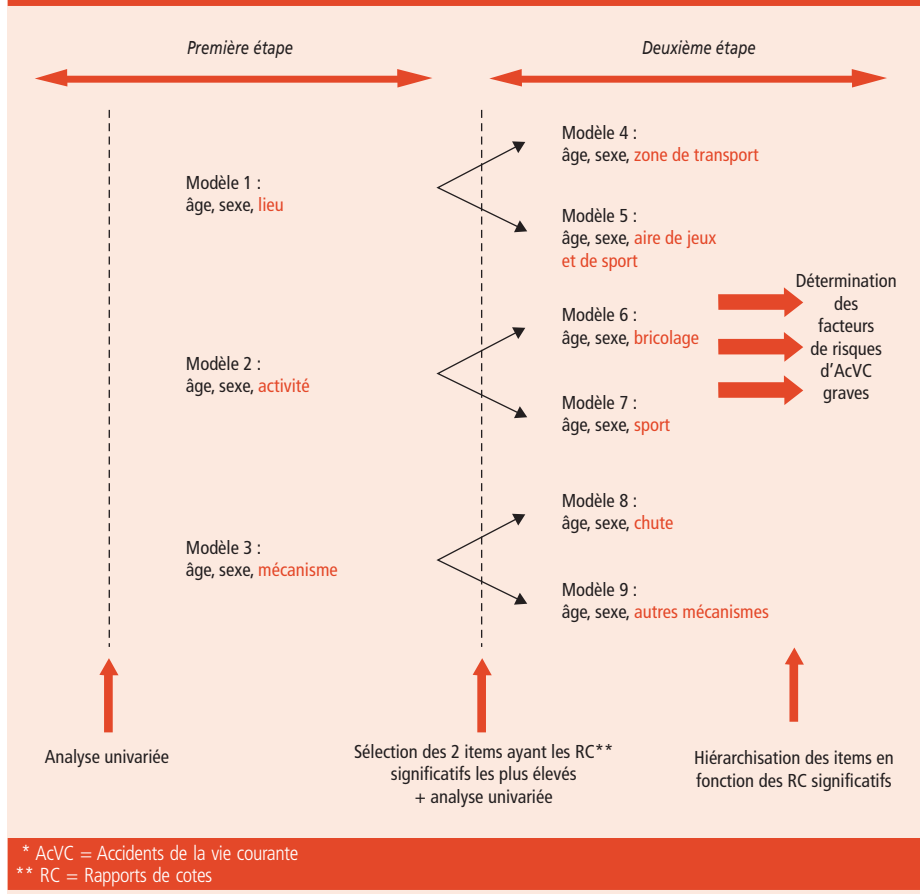 Première étape
Deuxième étape
Modèle 1 :
âge, sexe, lieu
Modèle 4 :
âge, sexe, zone de transport
Modèle 5 :
âge, sexe, aire de jeux
et de sport
Modèle 2 :
âge, sexe, activité
Modèle 6 :
âge, sexe, bricolage
Modèle 7 :
âge, sexe, sport
Modèle 3 :
âge, sexe, mécanisme
Modèle 8 :
âge, sexe, chute
Modèle 9 :
âge, sexe, autres mécanismes
Détermination
des
facteurs
de risques
d'AcVC
graves
Analyse univariée
Sélection des 2 items ayant les RC**
significatifs les plus élevés
+ analyse univariée
Hiérarchisation des items en
fonction des RC significatifs
* AcVC = Accidents de la vie courante
** RC = Rapports de cotes